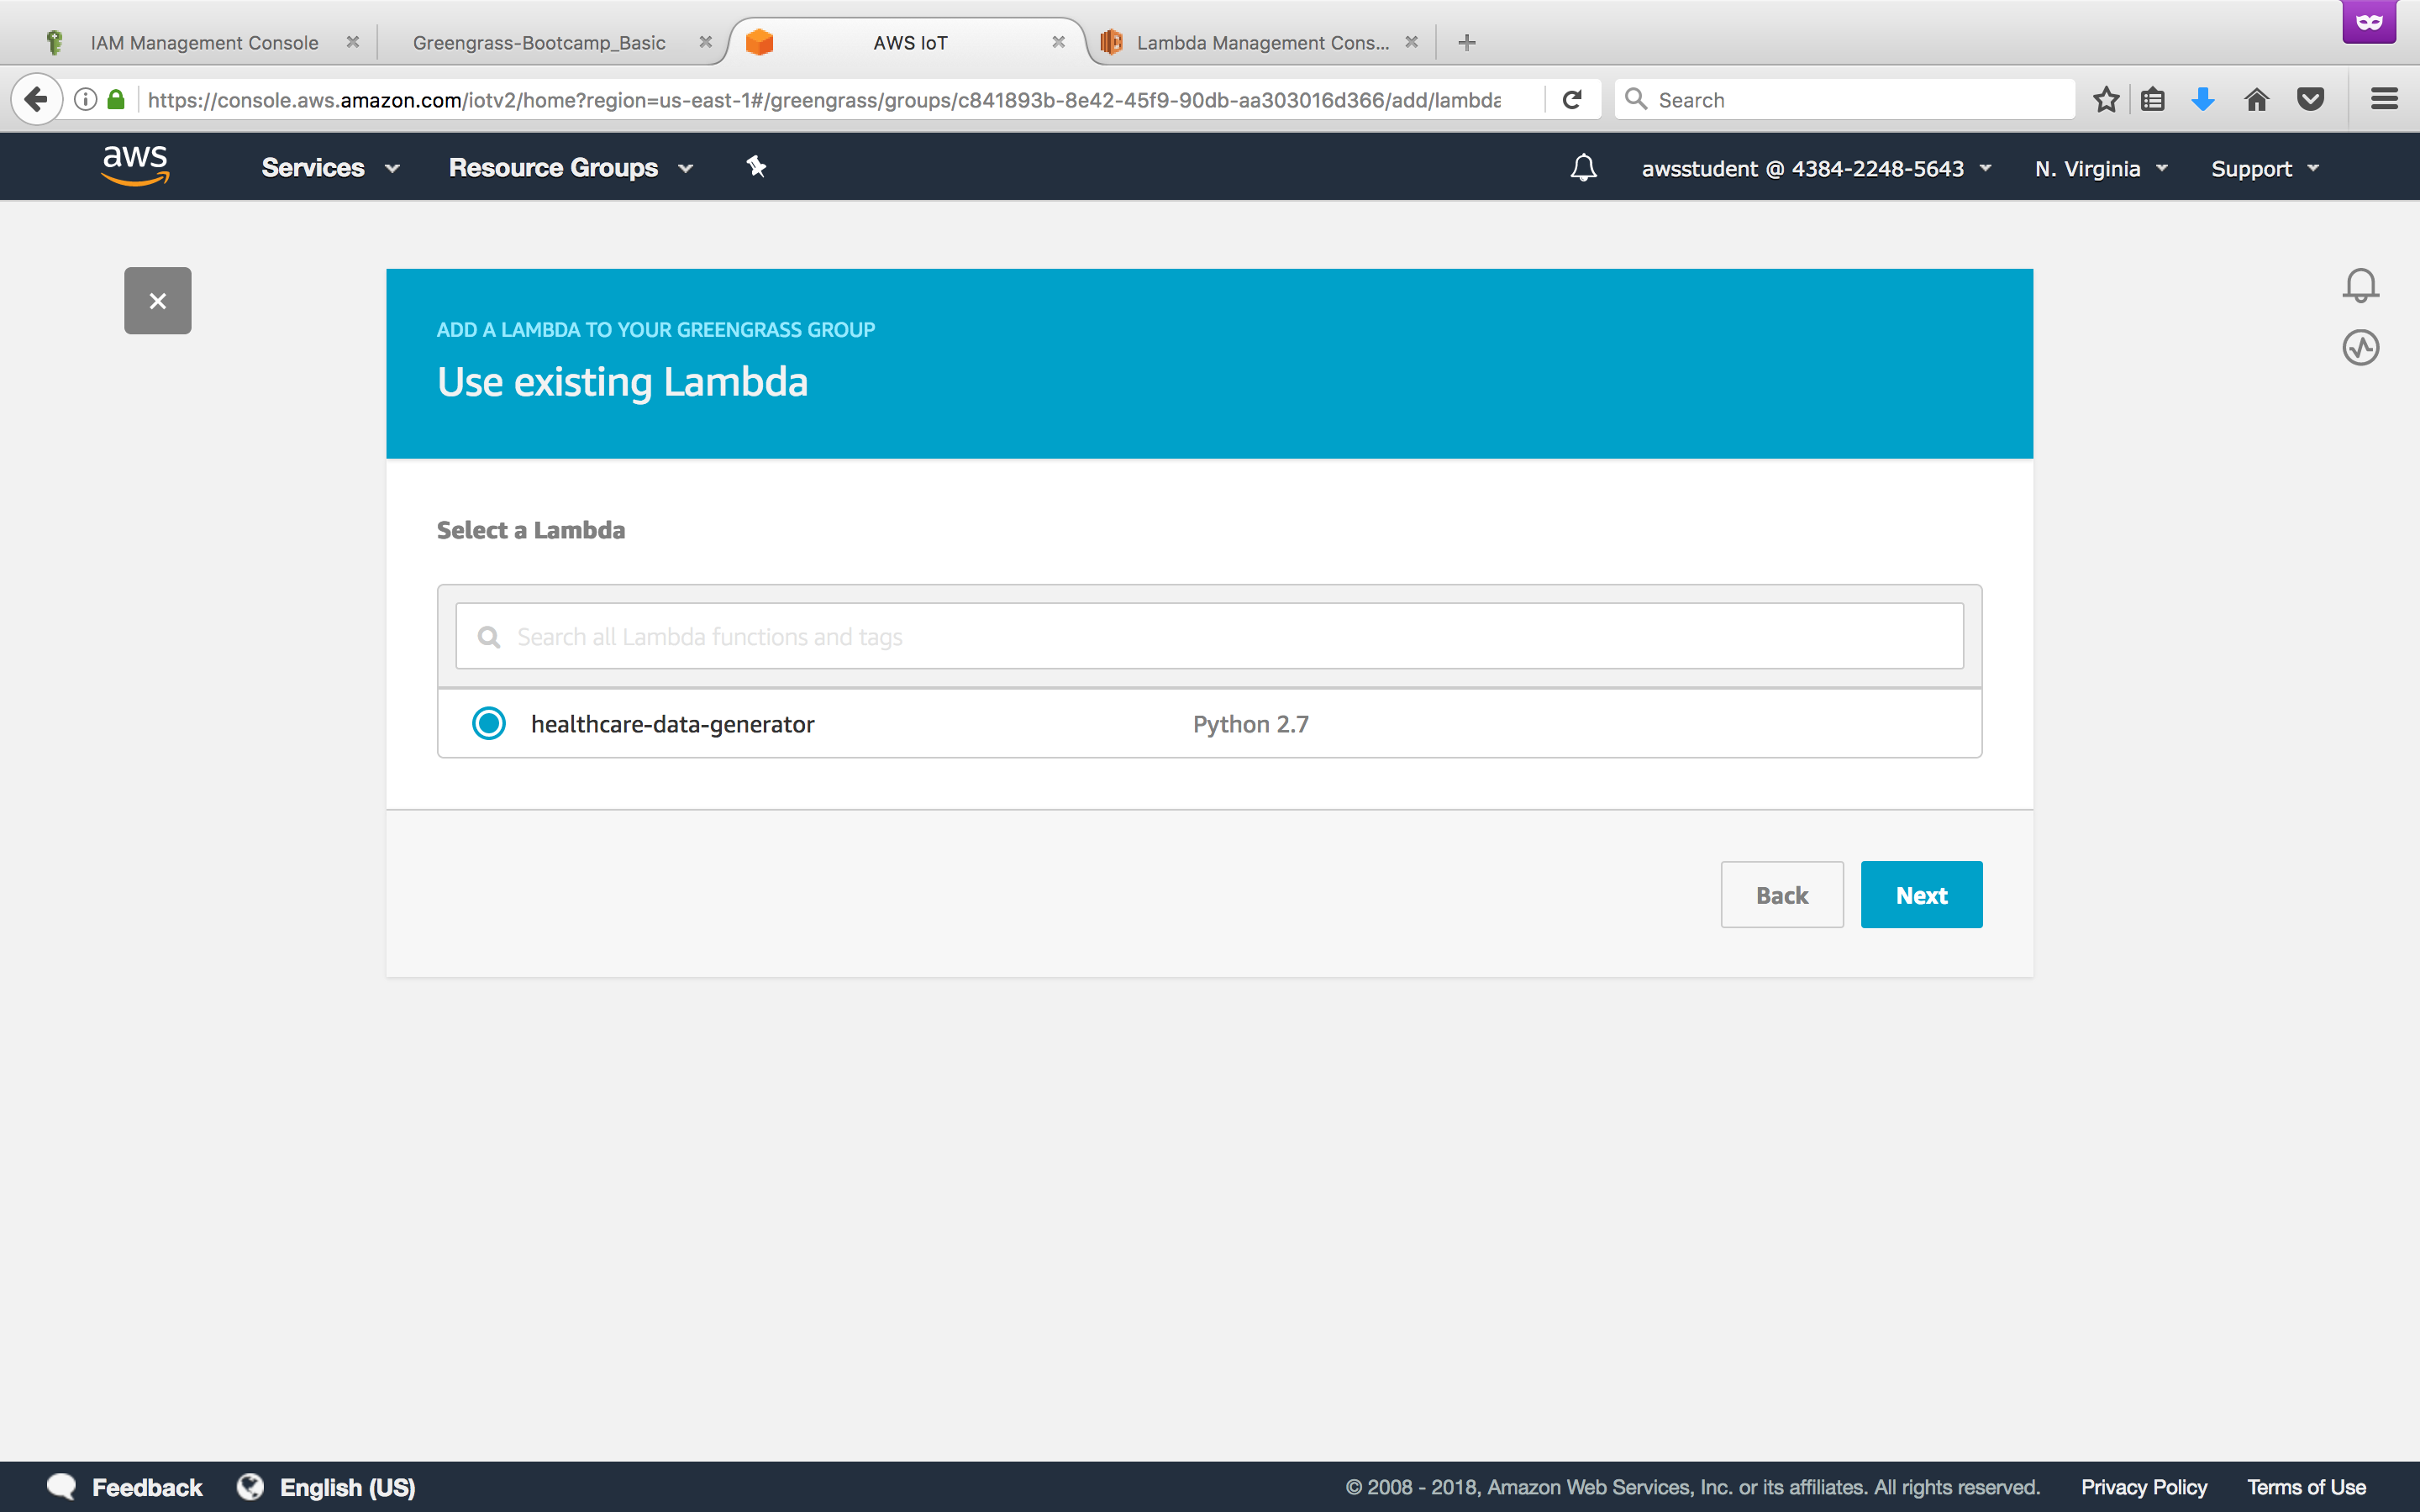 IAM Management Console
Greengrass-Bootcamp_Basic
AWS IoT
Lambda Management Cons...
https://console.aws.amazon.com/iotv2/home?region=us-east-1#/greengrass/groups/c841893b-8e42-45f9-90db-aa303016d366/add/lambda
Search
aws
Services
Resource Groups
awsstudent @ 4384-2248-5643
N. Virginia
Support
ADD A LAMBDA TO YOUR GREENGRASS GROUP
Use existing Lambda
Select a Lambda
Search all Lambda functions and tags
healthcare-data-generator
Python 2.7
Back
Next
Feedback
English (US)
© 2008 - 2018, Amazon Web Services, Inc. or its affiliates. All rights reserved.
Privacy Policy
Terms of Use